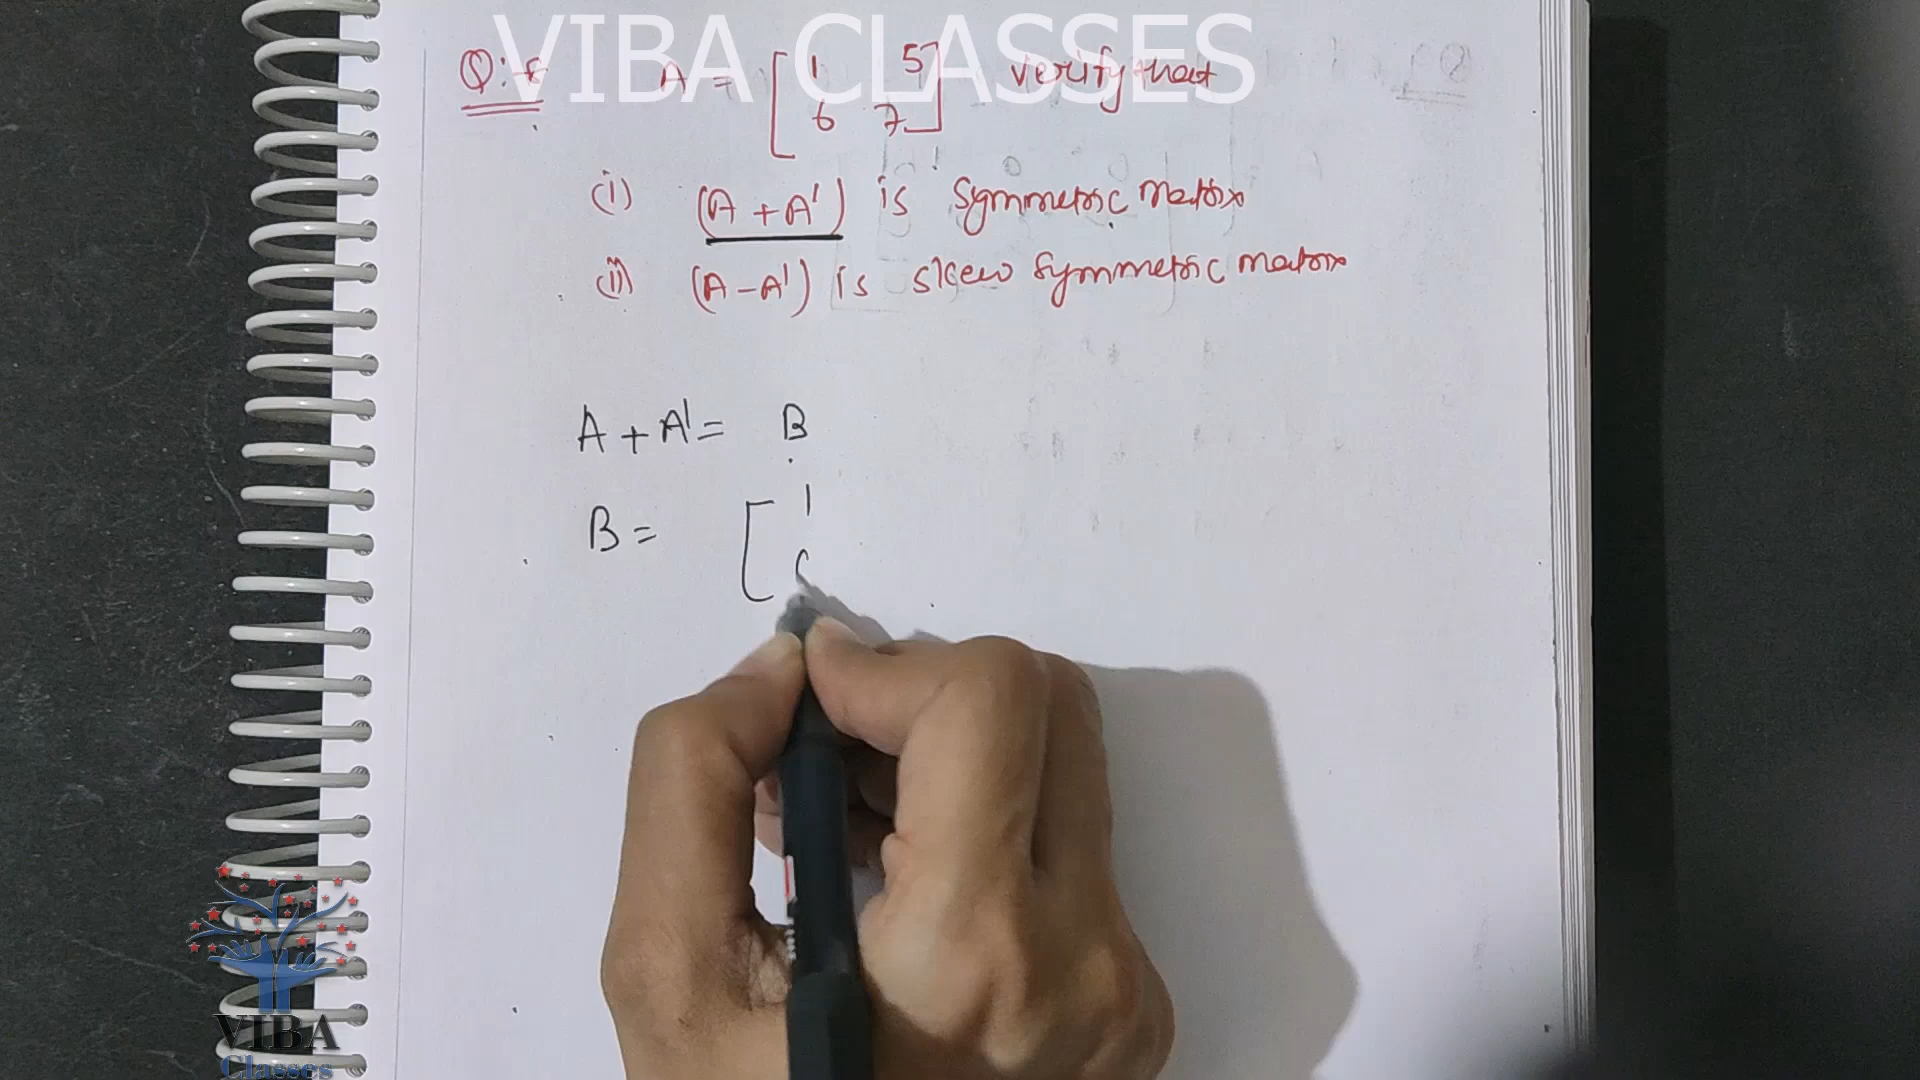 VIBA CLASSES
Q:- A = [ 1 5 verify that
6 7 ]
(i) (A + A') is symmetric matrix
(ii) (A - A') is skew symmetric matrix
A + A' = B
B = [ 1
VIBA
Classes